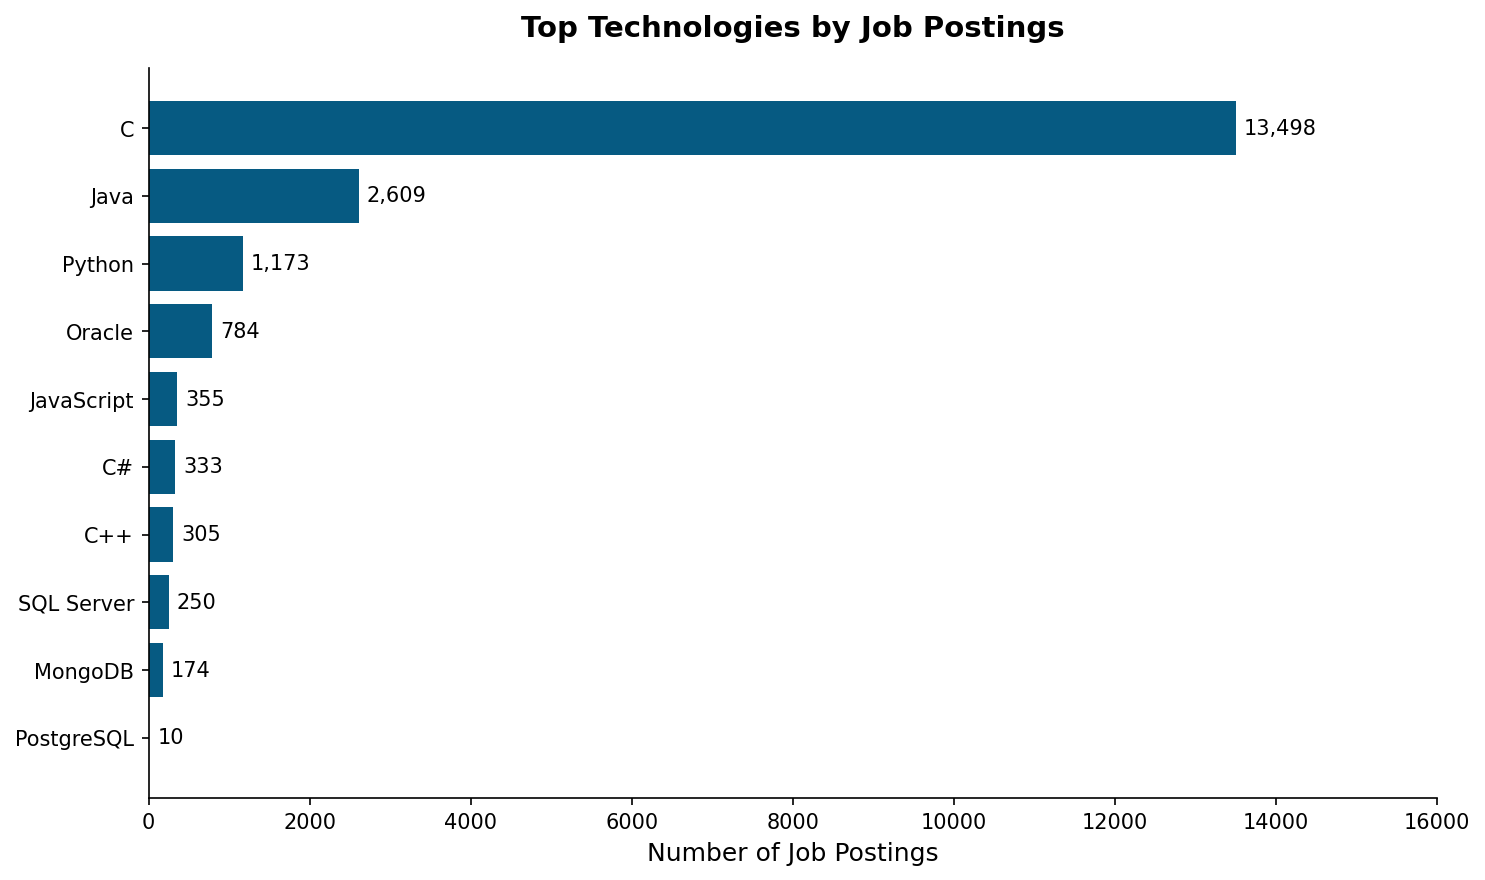 Top Technologies by Job Postings
C 13,498
Java 2,609
Python 1,173
Oracle 784
JavaScript 355
C# 333
C++ 305
SQL Server 250
MongoDB 174
PostgreSQL 10
0 2000 4000 6000 8000 10000 12000 14000 16000
Number of Job Postings